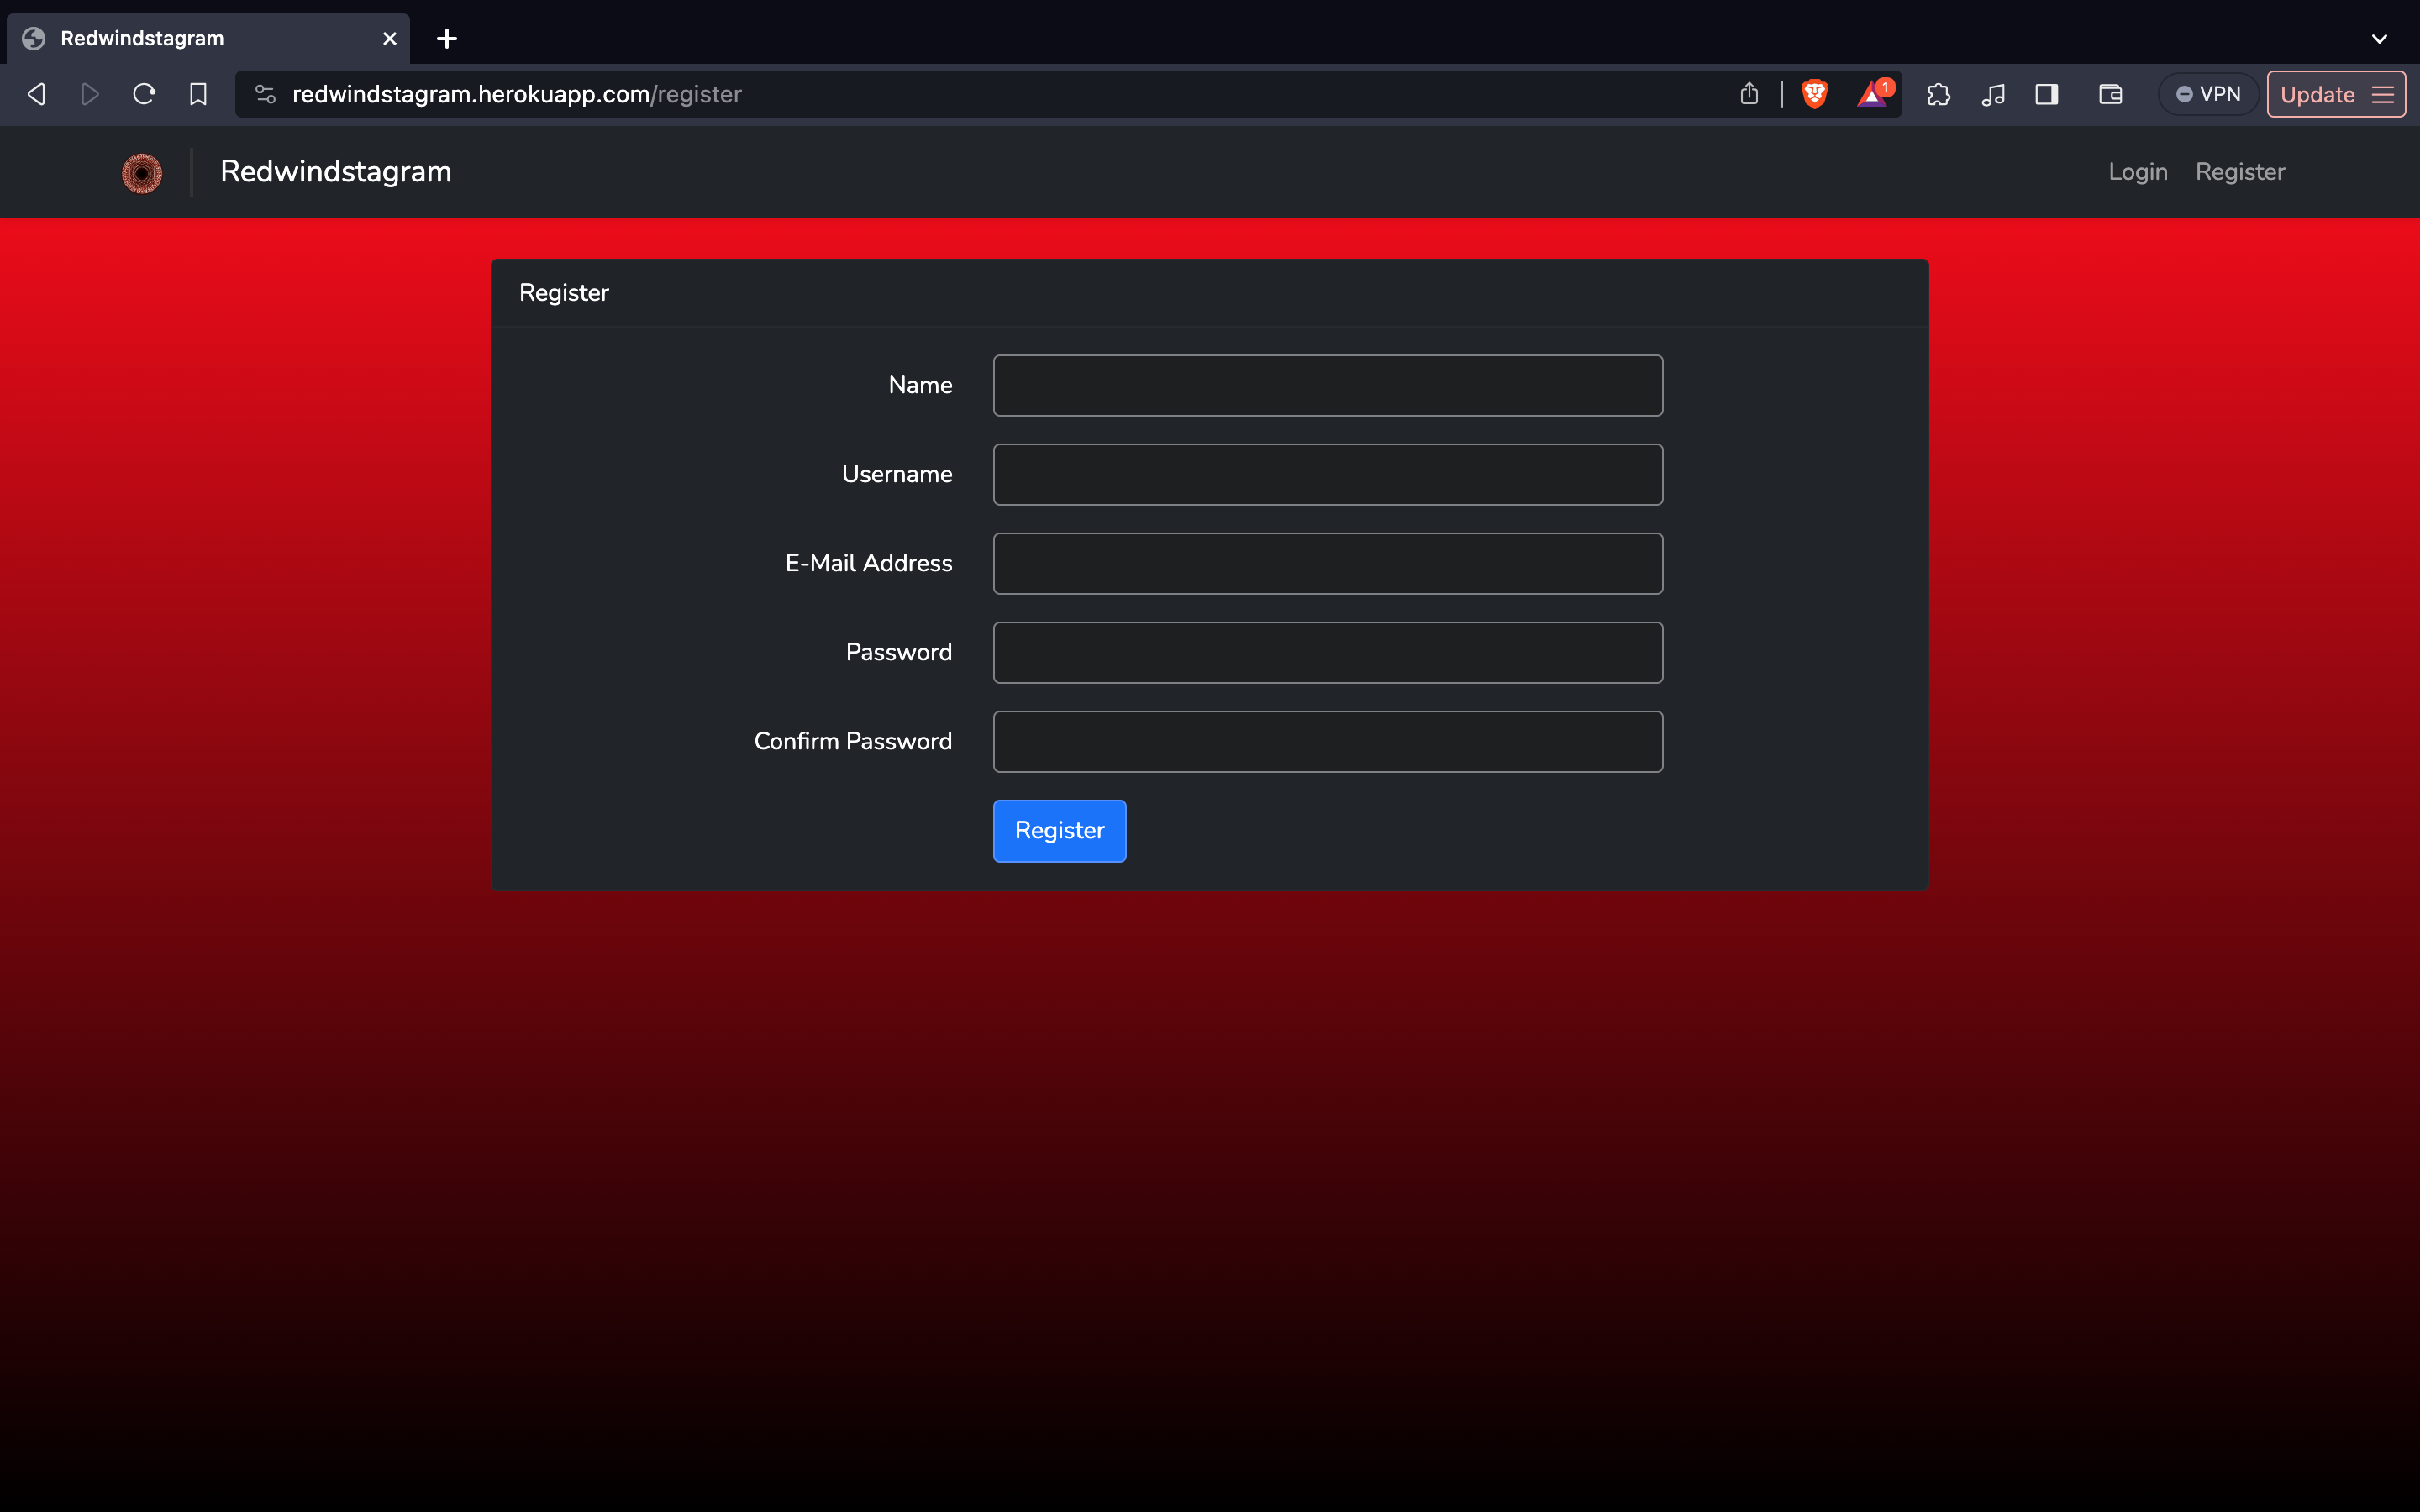 Redwindstagram
redwindstagram.herokuapp.com/register
1
VPN
Update
Redwindstagram
Login
Register
Register
Name
Username
E-Mail Address
Password
Confirm Password
Register